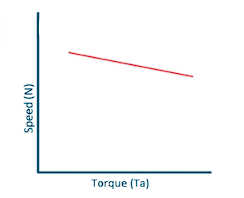 Speed (N)
Torque (Ta)